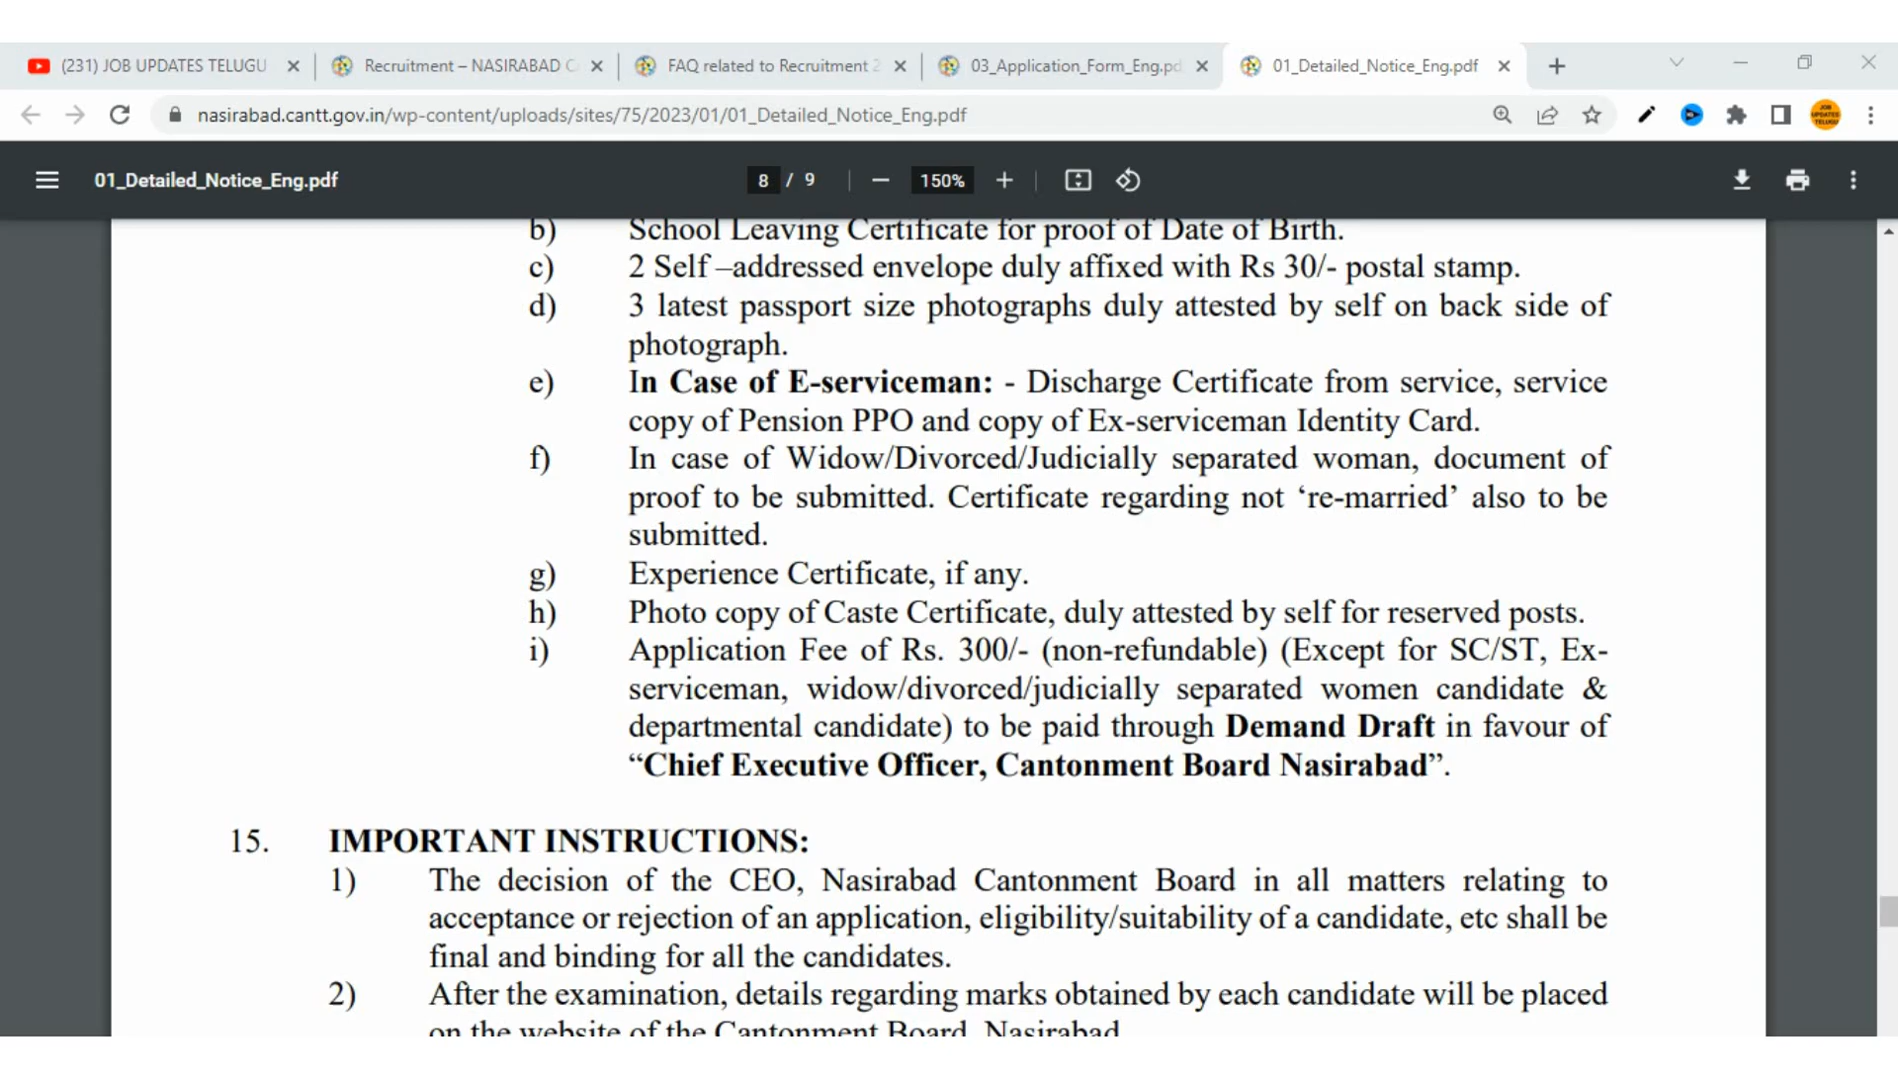 (231) JOB UPDATES TELUGU
Recruitment – NASIRABAD C
FAQ related to Recruitment 2
03_Application_Form_Eng.pd
01_Detailed_Notice_Eng.pdf
nasirabad.cantt.gov.in/wp-content/uploads/sites/75/2023/01/01_Detailed_Notice_Eng.pdf
JOB UPDATES TELUGU
01_Detailed_Notice_Eng.pdf
8 / 9
150%
b) School Leaving Certificate for proof of Date of Birth.
c) 2 Self –addressed envelope duly affixed with Rs 30/- postal stamp.
d) 3 latest passport size photographs duly attested by self on back side of
photograph.
e) In Case of E-serviceman: - Discharge Certificate from service, service
copy of Pension PPO and copy of Ex-serviceman Identity Card.
f) In case of Widow/Divorced/Judicially separated woman, document of
proof to be submitted. Certificate regarding not ‘re-married’ also to be
submitted.
g) Experience Certificate, if any.
h) Photo copy of Caste Certificate, duly attested by self for reserved posts.
i) Application Fee of Rs. 300/- (non-refundable) (Except for SC/ST, Ex-
serviceman, widow/divorced/judicially separated women candidate &
departmental candidate) to be paid through Demand Draft in favour of
“Chief Executive Officer, Cantonment Board Nasirabad”.
15. IMPORTANT INSTRUCTIONS:
1) The decision of the CEO, Nasirabad Cantonment Board in all matters relating to
acceptance or rejection of an application, eligibility/suitability of a candidate, etc shall be
final and binding for all the candidates.
2) After the examination, details regarding marks obtained by each candidate will be placed
on the website of the Cantonment Board, Nasirabad